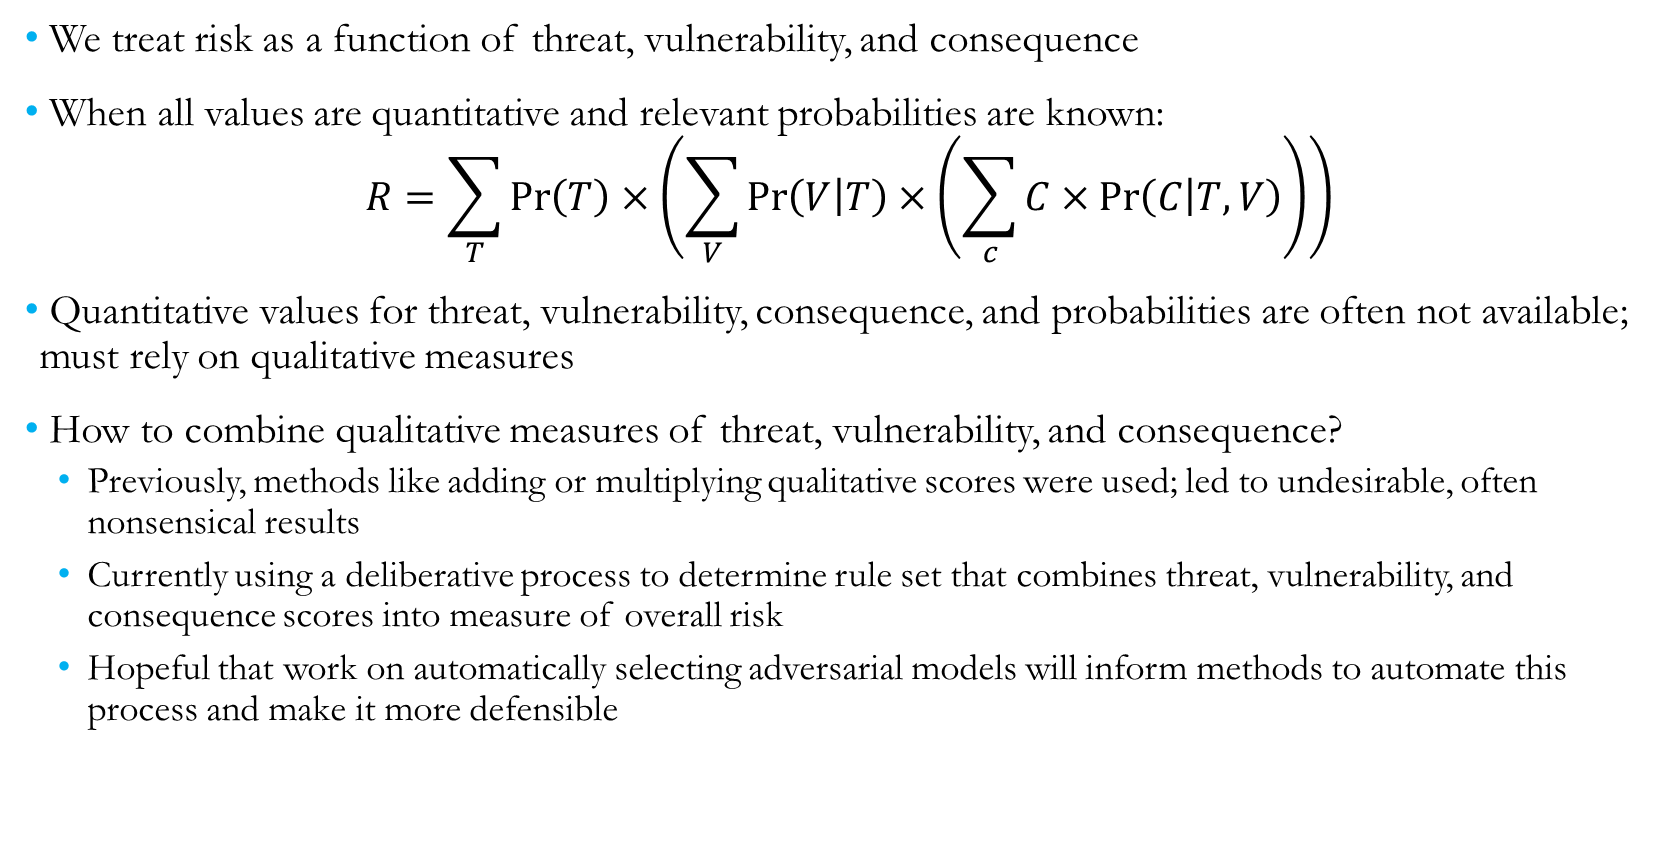 • We treat risk as a function of threat, vulnerability, and consequence
• When all values are quantitative and relevant probabilities are known:
R = ∑_T Pr(T) × (∑_V Pr(V|T) × (∑_c C × Pr(C|T, V)))
• Quantitative values for threat, vulnerability, consequence, and probabilities are often not available;
must rely on qualitative measures
• How to combine qualitative measures of threat, vulnerability, and consequence?
• Previously, methods like adding or multiplying qualitative scores were used; led to undesirable, often
nonsensical results
• Currently using a deliberative process to determine rule set that combines threat, vulnerability, and
consequence scores into measure of overall risk
• Hopeful that work on automatically selecting adversarial models will inform methods to automate this
process and make it more defensible